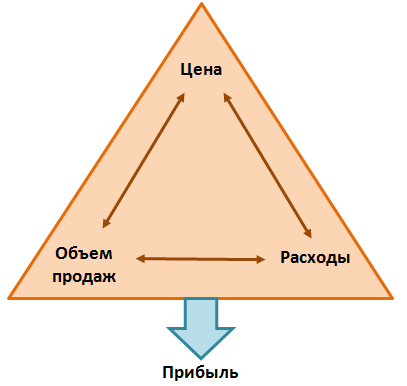 Цена
Объем
продаж
Расходы
Прибыль